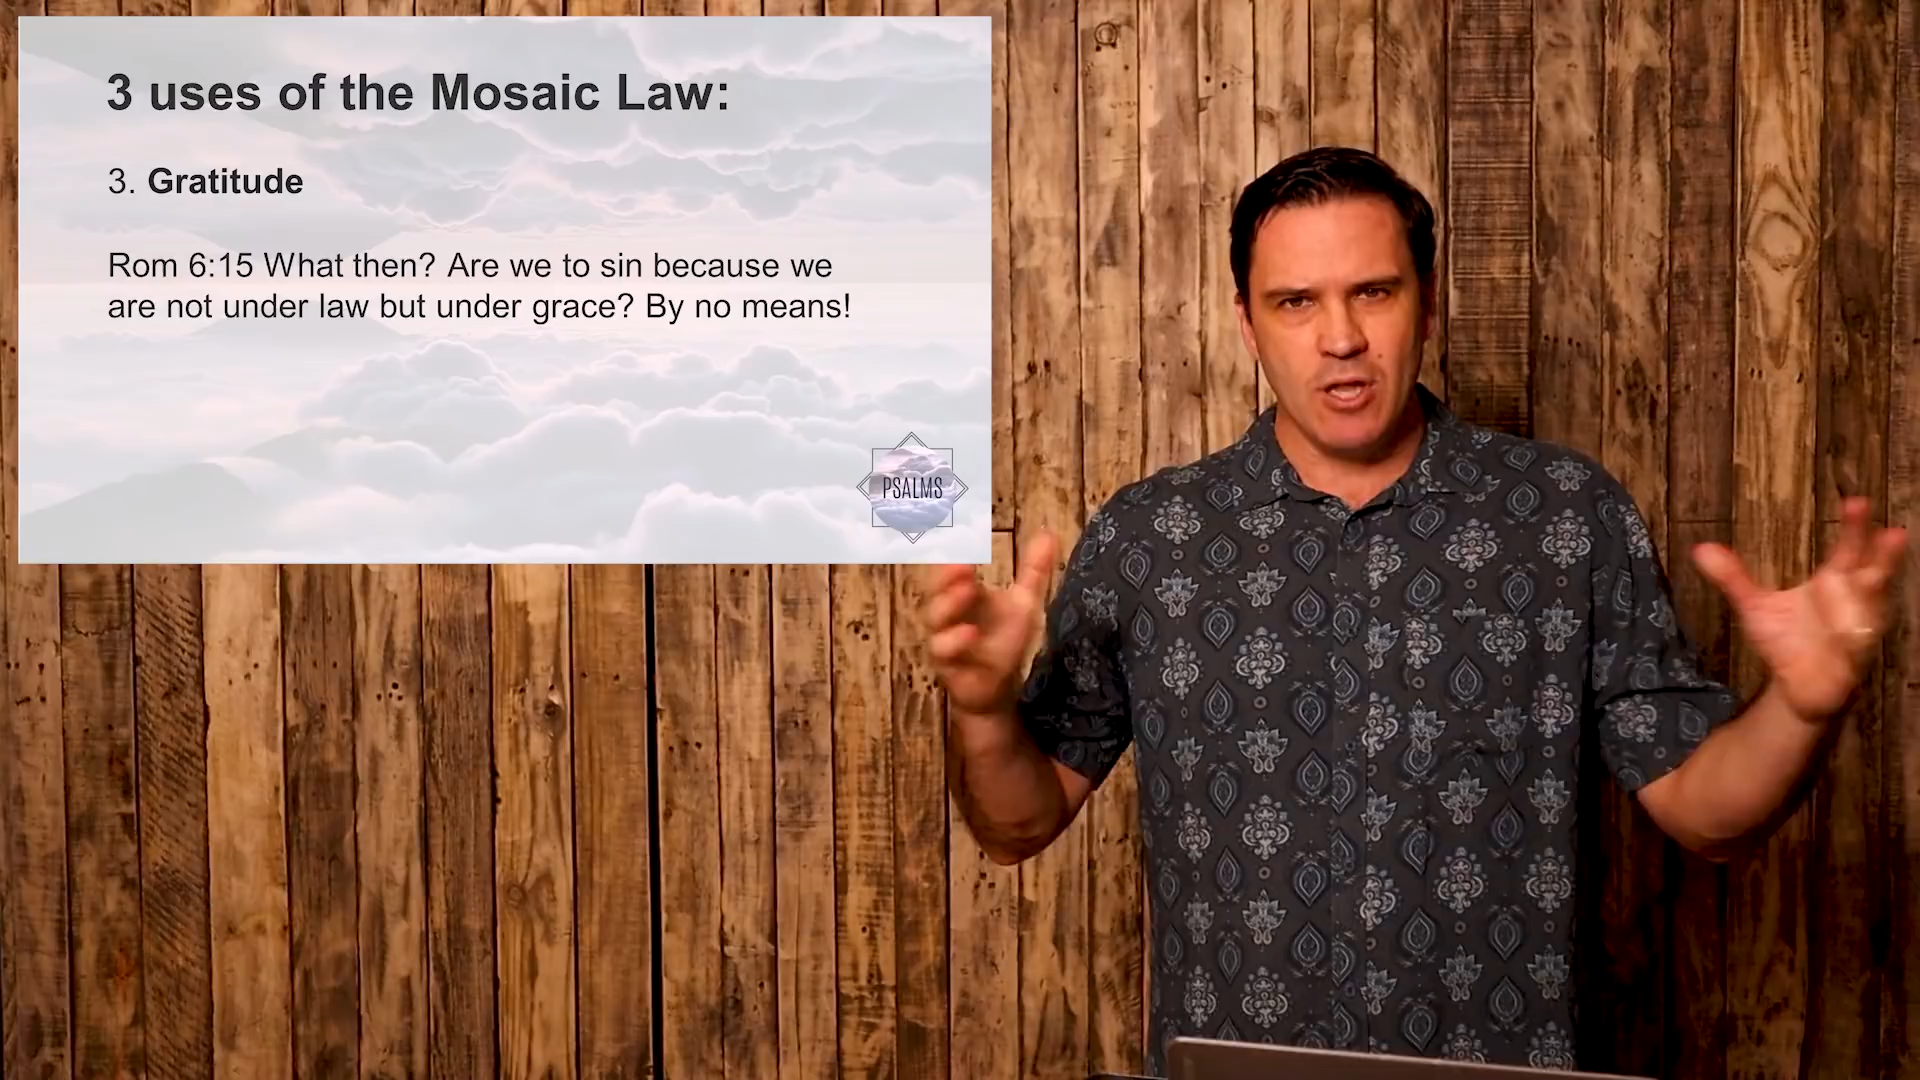 3 uses of the Mosaic Law:
3. Gratitude
Rom 6:15 What then? Are we to sin because we
are not under law but under grace? By no means!
PSALMS